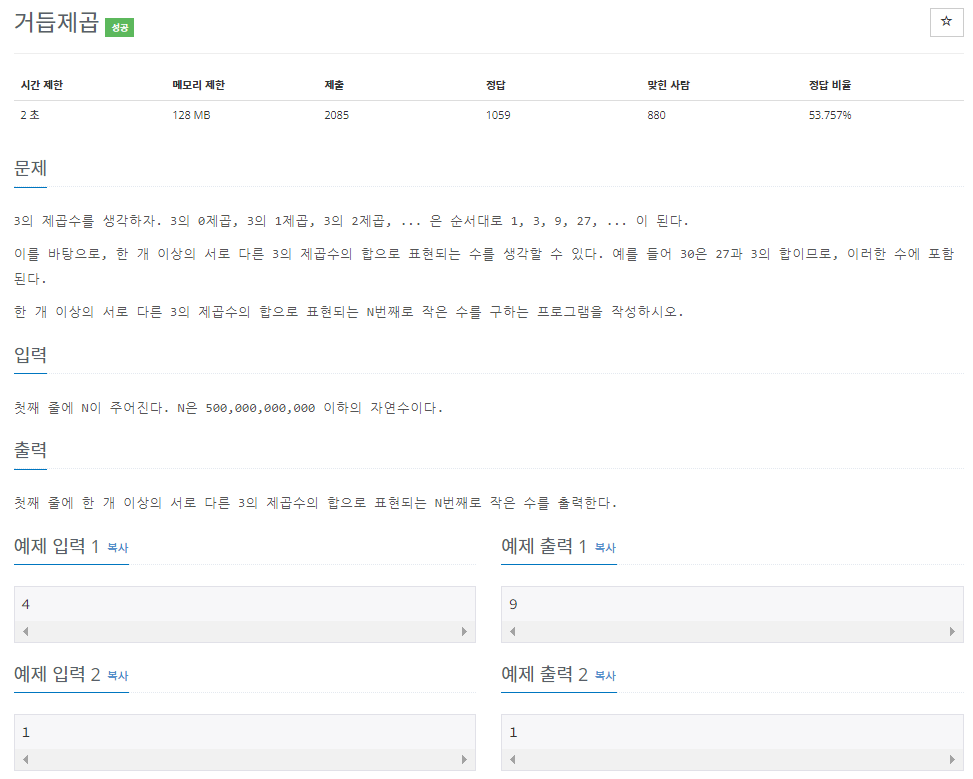 거듭제곱 성공
☆
시간 제한 메모리 제한 제출 정답 맞힌 사람 정답 비율
2 초 128 MB 2085 1059 880 53.757%
문제
3의 제곱수를 생각하자. 3의 0제곱, 3의 1제곱, 3의 2제곱, ... 은 순서대로 1, 3, 9, 27, ... 이 된다.
이를 바탕으로, 한 개 이상의 서로 다른 3의 제곱수의 합으로 표현되는 수를 생각할 수 있다. 예를 들어 30은 27과 3의 합이므로, 이러한 수에 포함
된다.
한 개 이상의 서로 다른 3의 제곱수의 합으로 표현되는 N번째로 작은 수를 구하는 프로그램을 작성하시오.
입력
첫째 줄에 N이 주어진다. N은 500,000,000,000 이하의 자연수이다.
출력
첫째 줄에 한 개 이상의 서로 다른 3의 제곱수의 합으로 표현되는 N번째로 작은 수를 출력한다.
예제 입력 1 복사
4
예제 출력 1 복사
9
예제 입력 2 복사
1
예제 출력 2 복사
1